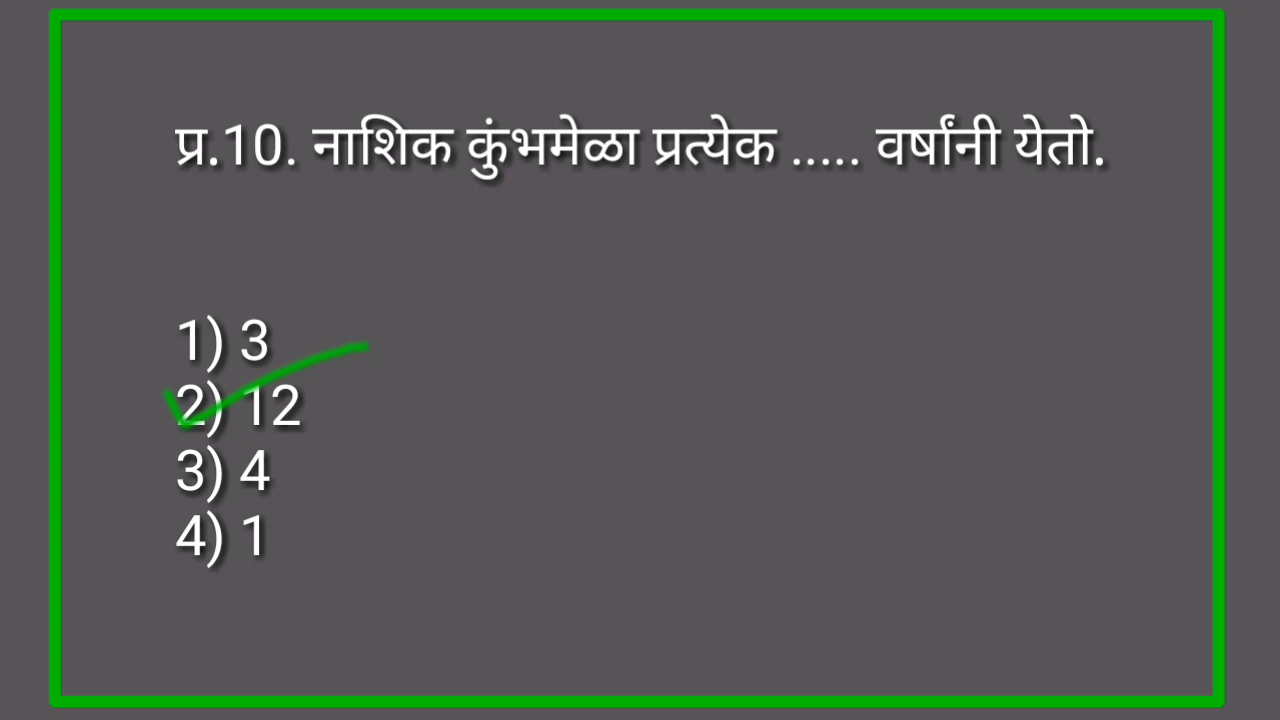 प्र.10. नाशिक कुंभमेळा प्रत्येक ..... वर्षांनी येतो.
1) 3
2) 12
3) 4
4) 1